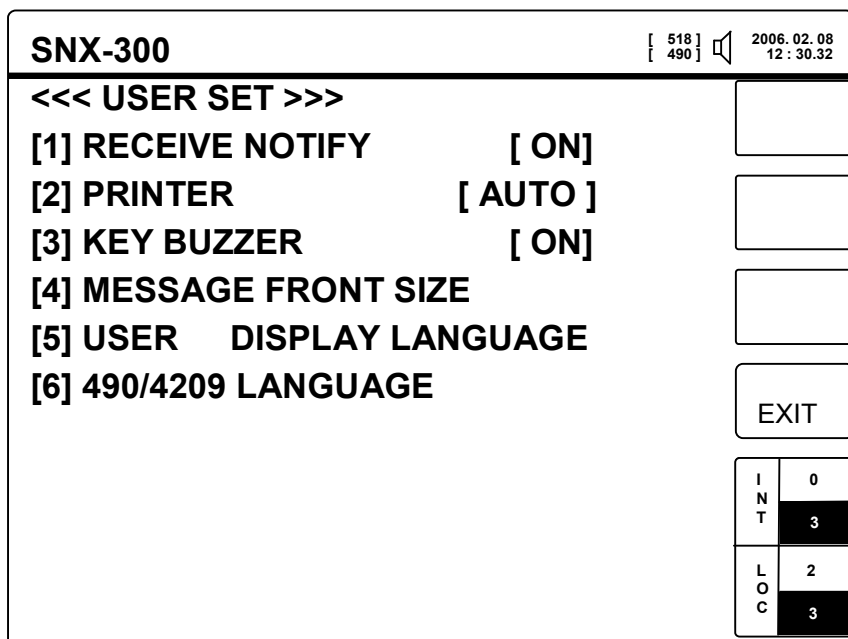 SNX-300
[ 518 ]
[ 490 ]
2006. 02. 08
12 : 30.32
<<< USER SET >>>
[1] RECEIVE NOTIFY [ ON]
[2] PRINTER [ AUTO ]
[3] KEY BUZZER [ ON]
[4] MESSAGE FRONT SIZE
[5] USER DISPLAY LANGUAGE
[6] 490/4209 LANGUAGE
EXIT
INT
0
3
LOC
2
3